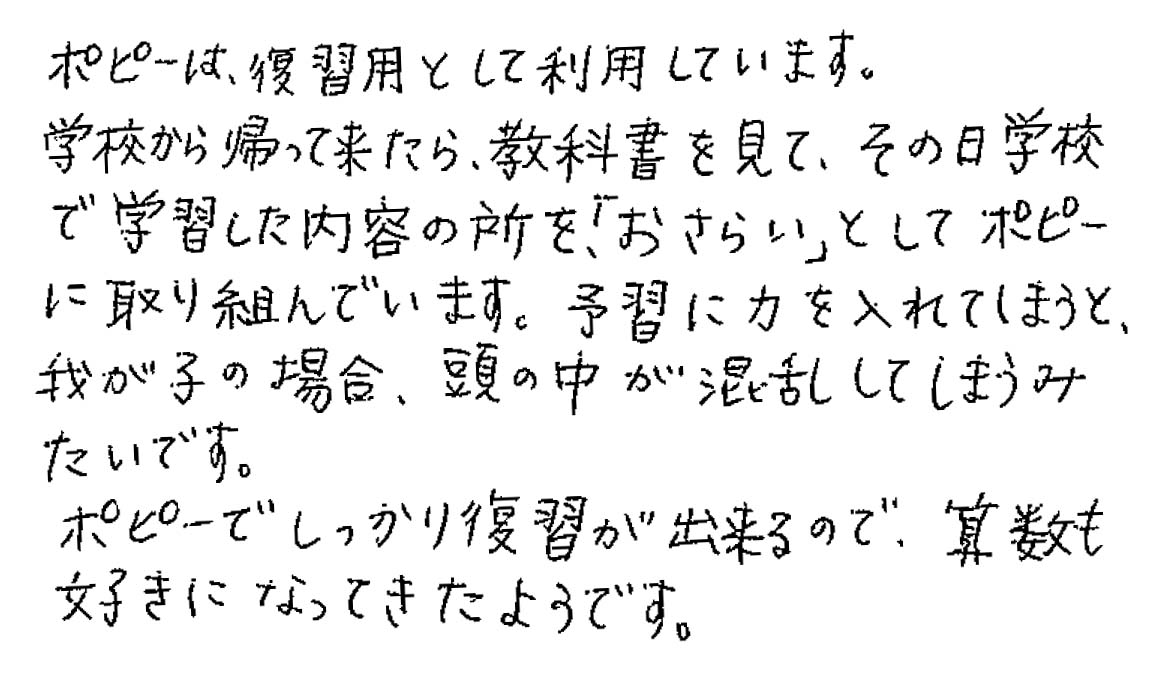 ポピーは、復習用として利用しています。
学校から帰って来たら、教科書を見て、その日学校
で学習した内容の所を、「おさらい」としてポピー
に取り組んでいます。予習に力を入れてしまうと、
我が子の場合、頭の中が混乱ししてしまうみ
たいです。
ポピーでしっかり復習が出来るので、算数も
好きになってきたようです。